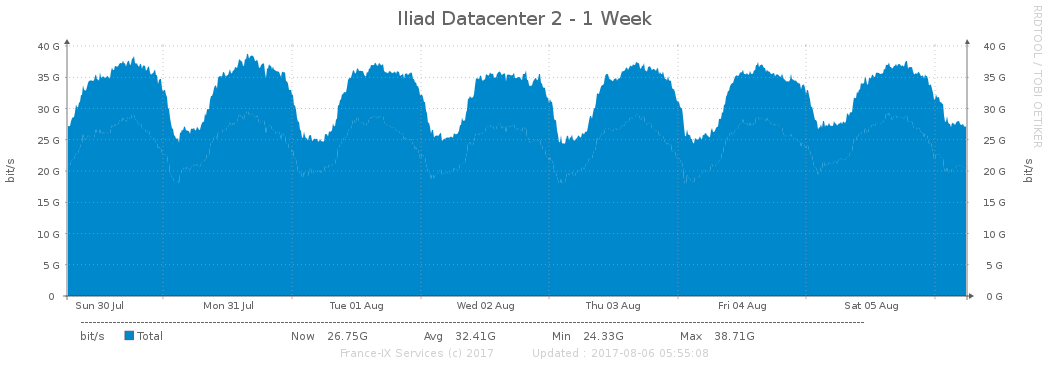 Iliad Datacenter 2 - 1 Week
RRDTOOL / TOBI OETIKER
bit/s
40 G 40 G
35 G 35 G
30 G 30 G
25 G 25 G
20 G 20 G
15 G 15 G
10 G 10 G
5 G 5 G
0 0 G
bit/s
Sun 30 Jul Mon 31 Jul Tue 01 Aug Wed 02 Aug Thu 03 Aug Fri 04 Aug Sat 05 Aug
bit/s Total Now 26.75G Avg 32.41G Min 24.33G Max 38.71G
France-IX Services (c) 2017 Updated : 2017-08-06 05:55:08